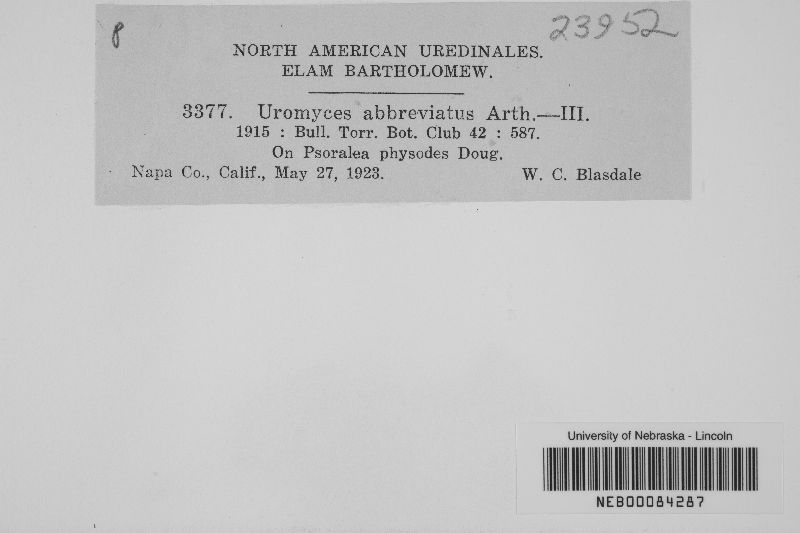 P
23952
NORTH AMERICAN UREDINALES.
ELAM BARTHOLOMEW.
3377. Uromyces abbreviatus Arth.—III.
1915 : Bull. Torr. Bot. Club 42 : 587.
On Psoralea physodes Doug.
Napa Co., Calif., May 27, 1923. W. C. Blasdale
University of Nebraska - Lincoln
NEB00084287